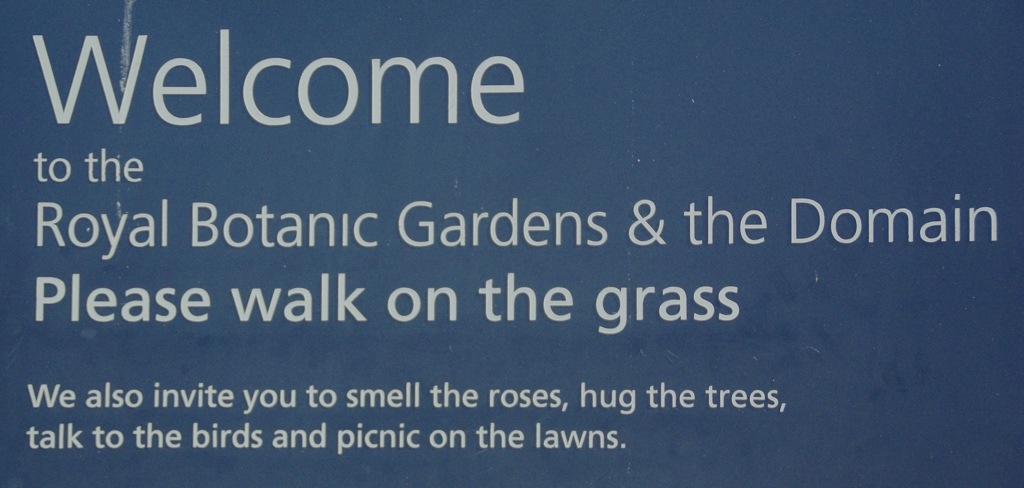 Welcome
to the
Royal Botanic Gardens & the Domain
Please walk on the grass
We also invite you to smell the roses, hug the trees,
talk to the birds and picnic on the lawns.